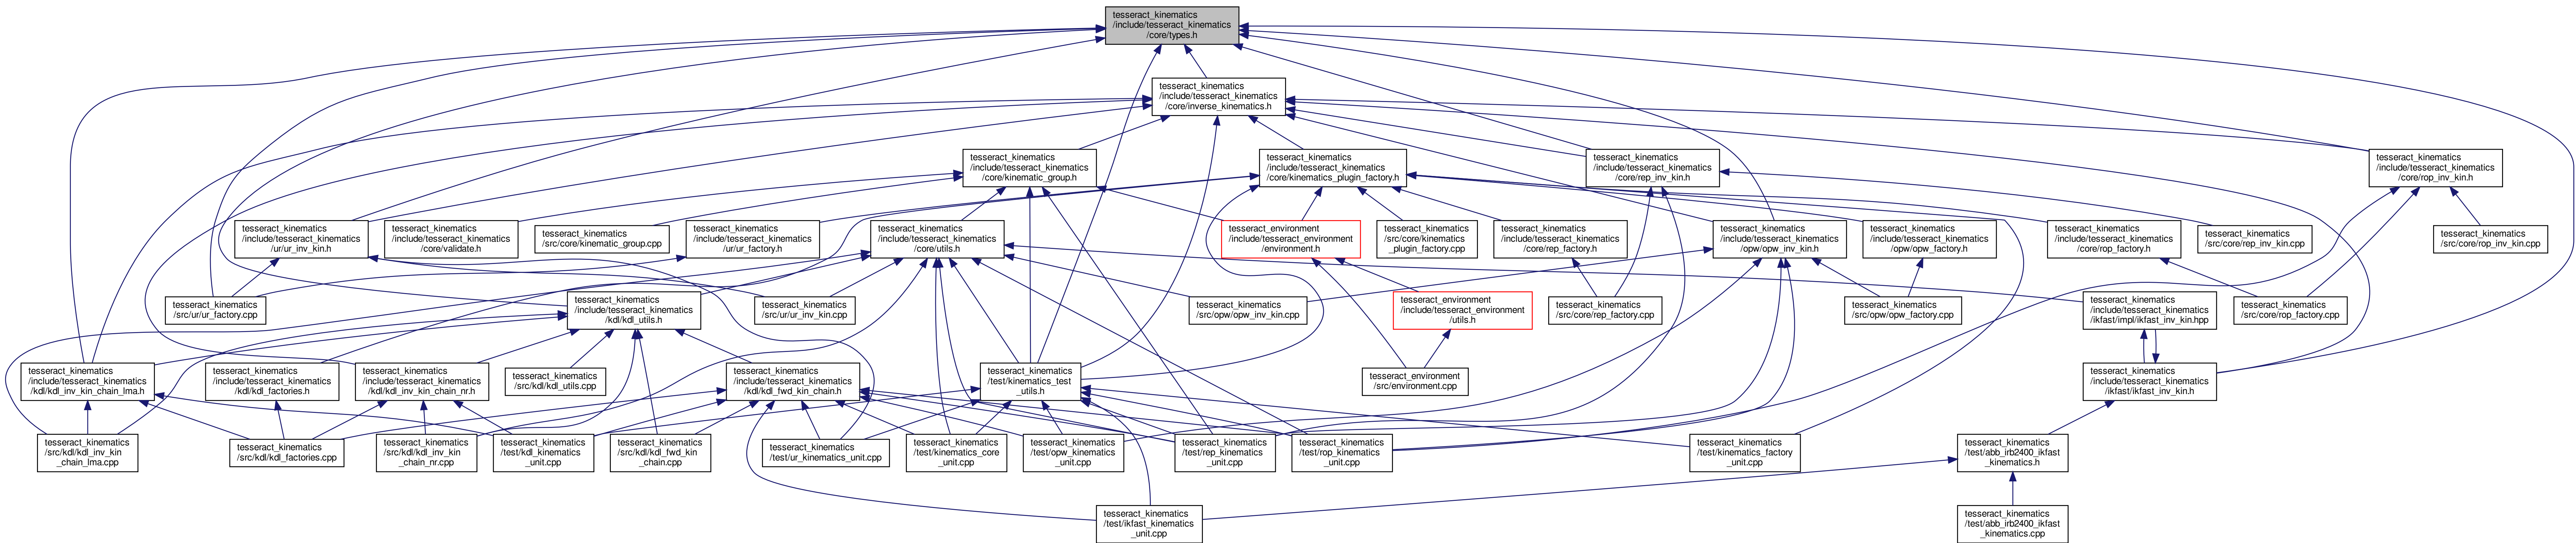 tesseract_kinematics
/include/tesseract_kinematics
/core/types.h
tesseract_kinematics
/include/tesseract_kinematics
/core/inverse_kinematics.h
tesseract_kinematics
/include/tesseract_kinematics
/core/kinematic_group.h
tesseract_kinematics
/include/tesseract_kinematics
/core/kinematics_plugin_factory.h
tesseract_kinematics
/include/tesseract_kinematics
/core/rep_inv_kin.h
tesseract_kinematics
/include/tesseract_kinematics
/core/rop_inv_kin.h
tesseract_kinematics
/include/tesseract_kinematics
/ur/ur_inv_kin.h
tesseract_kinematics
/include/tesseract_kinematics
/core/validate.h
tesseract_kinematics
/src/core/kinematic_group.cpp
tesseract_kinematics
/include/tesseract_kinematics
/ur/ur_factory.h
tesseract_kinematics
/include/tesseract_kinematics
/core/utils.h
tesseract_environment
/include/tesseract_environment
/environment.h
tesseract_kinematics
/src/core/kinematics
_plugin_factory.cpp
tesseract_kinematics
/include/tesseract_kinematics
/core/rep_factory.h
tesseract_kinematics
/include/tesseract_kinematics
/opw/opw_inv_kin.h
tesseract_kinematics
/include/tesseract_kinematics
/opw/opw_factory.h
tesseract_kinematics
/include/tesseract_kinematics
/core/rop_factory.h
tesseract_kinematics
/src/core/rep_inv_kin.cpp
tesseract_kinematics
/src/core/rop_inv_kin.cpp
tesseract_kinematics
/src/ur/ur_factory.cpp
tesseract_kinematics
/include/tesseract_kinematics
/kdl/kdl_utils.h
tesseract_kinematics
/src/ur/ur_inv_kin.cpp
tesseract_kinematics
/src/opw/opw_inv_kin.cpp
tesseract_environment
/include/tesseract_environment
/utils.h
tesseract_kinematics
/src/core/rep_factory.cpp
tesseract_kinematics
/src/opw/opw_factory.cpp
tesseract_kinematics
/include/tesseract_kinematics
/ikfast/impl/ikfast_inv_kin.hpp
tesseract_kinematics
/src/core/rop_factory.cpp
tesseract_kinematics
/include/tesseract_kinematics
/kdl/kdl_inv_kin_chain_lma.h
tesseract_kinematics
/include/tesseract_kinematics
/kdl/kdl_factories.h
tesseract_kinematics
/include/tesseract_kinematics
/kdl/kdl_inv_kin_chain_nr.h
tesseract_kinematics
/src/kdl/kdl_utils.cpp
tesseract_kinematics
/include/tesseract_kinematics
/kdl/kdl_fwd_kin_chain.h
tesseract_kinematics
/test/kinematics_test
_utils.h
tesseract_environment
/src/environment.cpp
tesseract_kinematics
/include/tesseract_kinematics
/ikfast/ikfast_inv_kin.h
tesseract_kinematics
/src/kdl/kdl_inv_kin
_chain_lma.cpp
tesseract_kinematics
/src/kdl/kdl_factories.cpp
tesseract_kinematics
/src/kdl/kdl_inv_kin
_chain_nr.cpp
tesseract_kinematics
/test/kdl_kinematics
_unit.cpp
tesseract_kinematics
/src/kdl/kdl_fwd_kin
_chain.cpp
tesseract_kinematics
/test/ur_kinematics_unit.cpp
tesseract_kinematics
/test/kinematics_core
_unit.cpp
tesseract_kinematics
/test/opw_kinematics
_unit.cpp
tesseract_kinematics
/test/rep_kinematics
_unit.cpp
tesseract_kinematics
/test/rop_kinematics
_unit.cpp
tesseract_kinematics
/test/kinematics_factory
_unit.cpp
tesseract_kinematics
/test/abb_irb2400_ikfast
_kinematics.h
tesseract_kinematics
/test/ikfast_kinematics
_unit.cpp
tesseract_kinematics
/test/abb_irb2400_ikfast
_kinematics.cpp